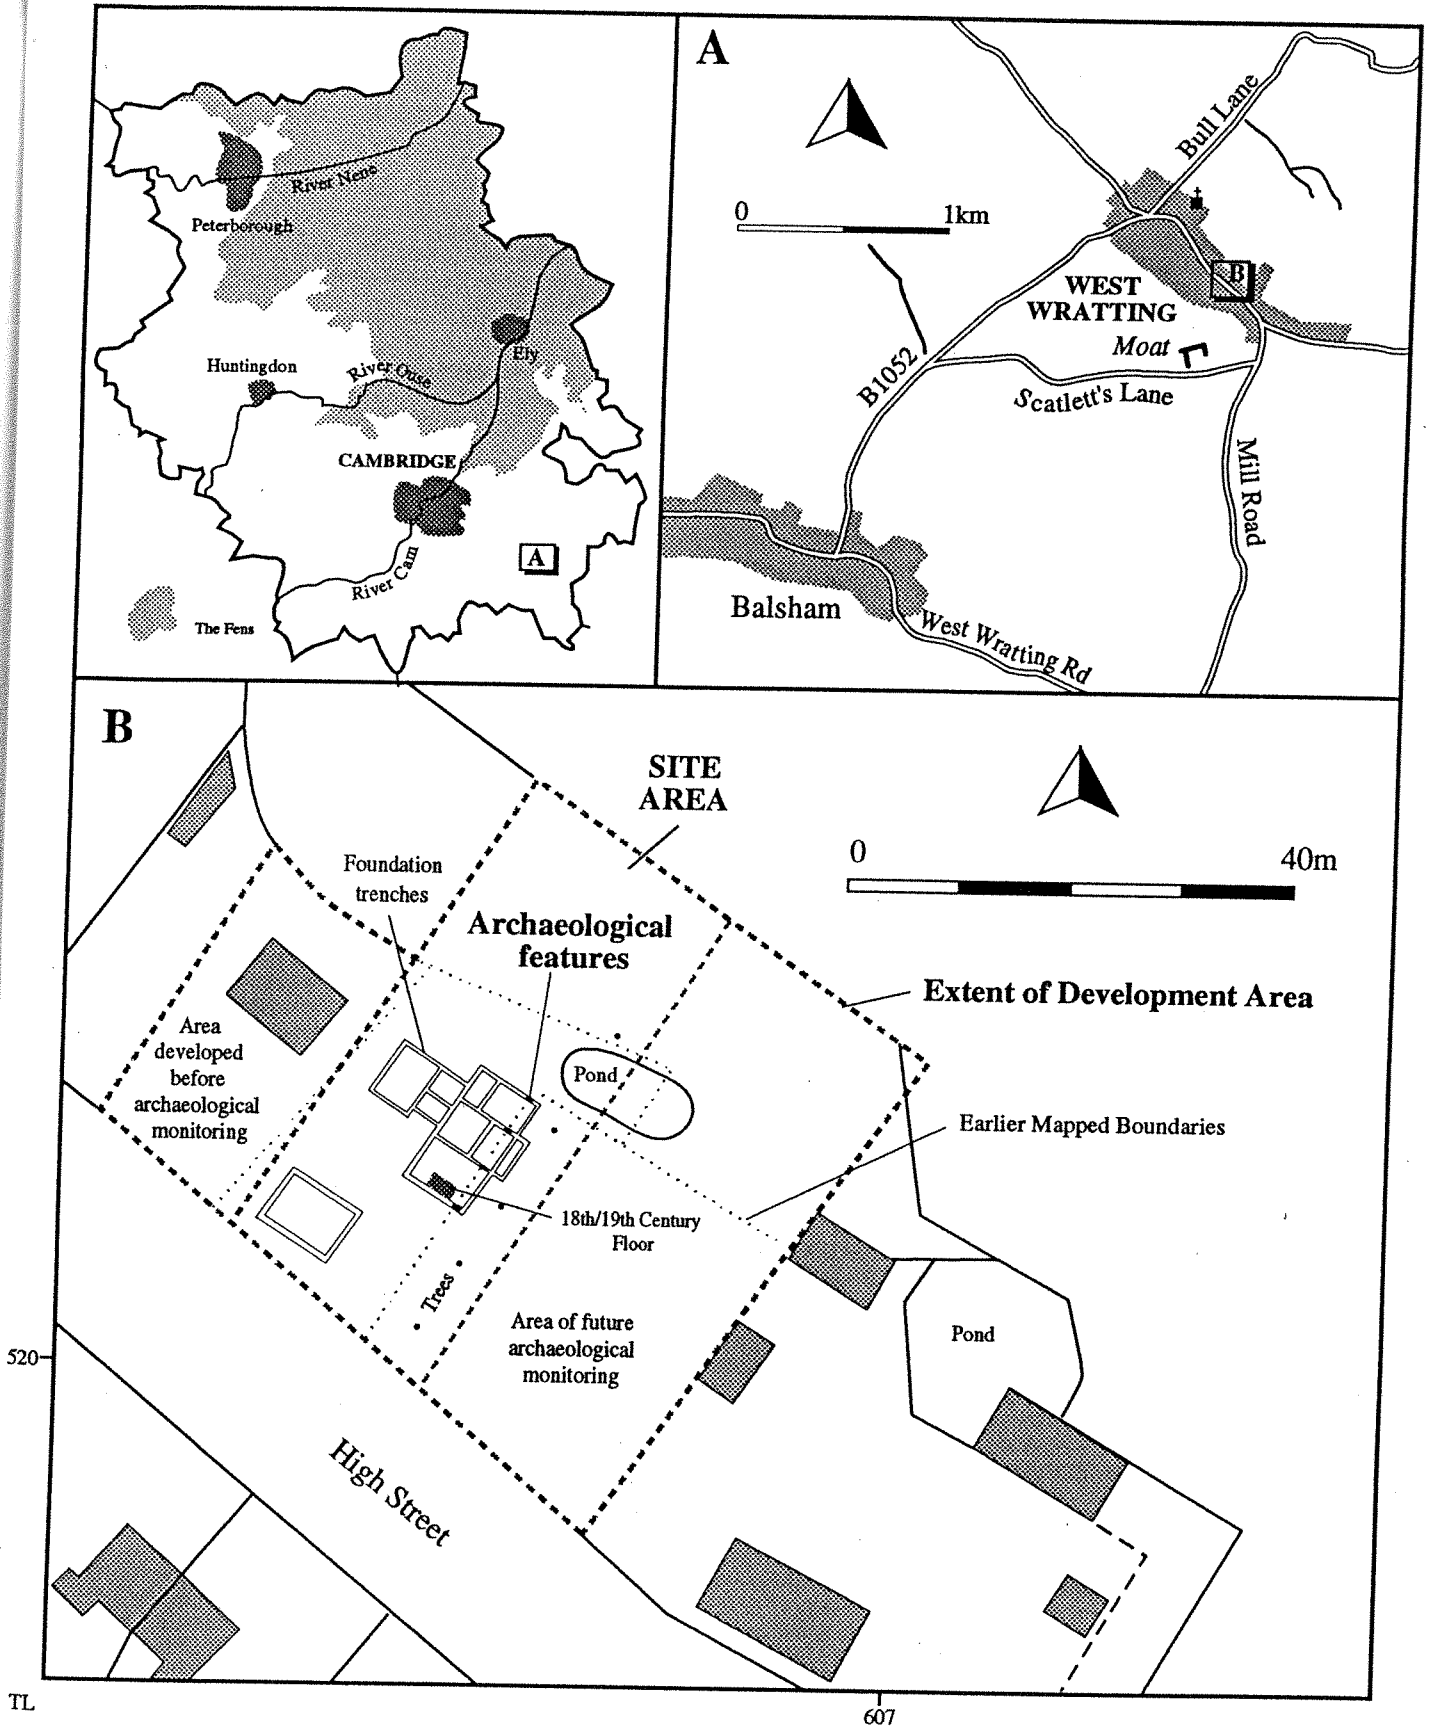 River Nene
Peterborough
Huntingdon
River Ouse
Ely
CAMBRIDGE
River Cam
A
The Fens
A
0
1km
Bull Lane
B
WEST
WRATTING
Moat
B1052
Scatlett's Lane
Mill Road
Balsham
West Wratting Rd
B
SITE
AREA
0
40m
Foundation
trenches
Archaeological
features
Extent of Development Area
Area
developed
before
archaeological
monitoring
Pond
Earlier Mapped Boundaries
18th/19th Century
Floor
Trees
Area of future
archaeological
monitoring
Pond
520
High Street
TL
607